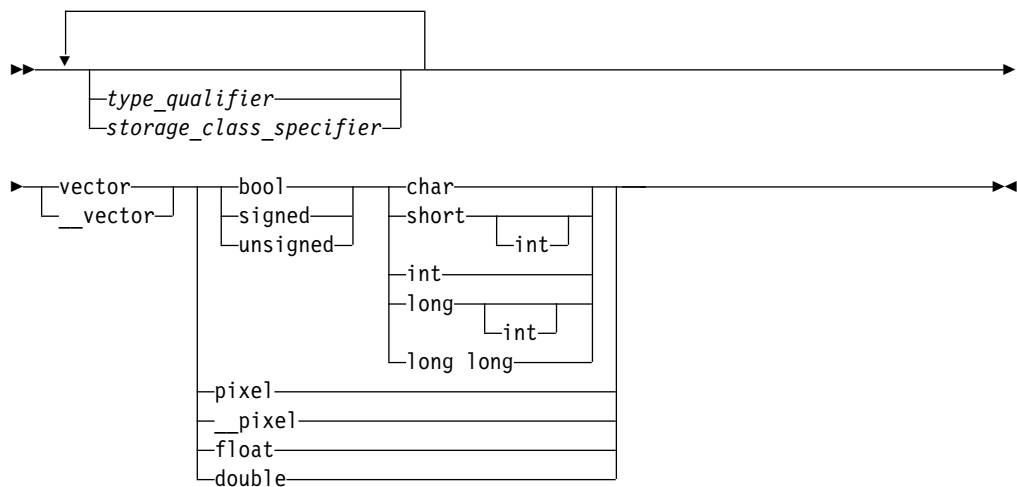 type_qualifier
storage_class_specifier
vector bool char
__vector signed short
unsigned int
int
long
int
long long
pixel
__pixel
float
double